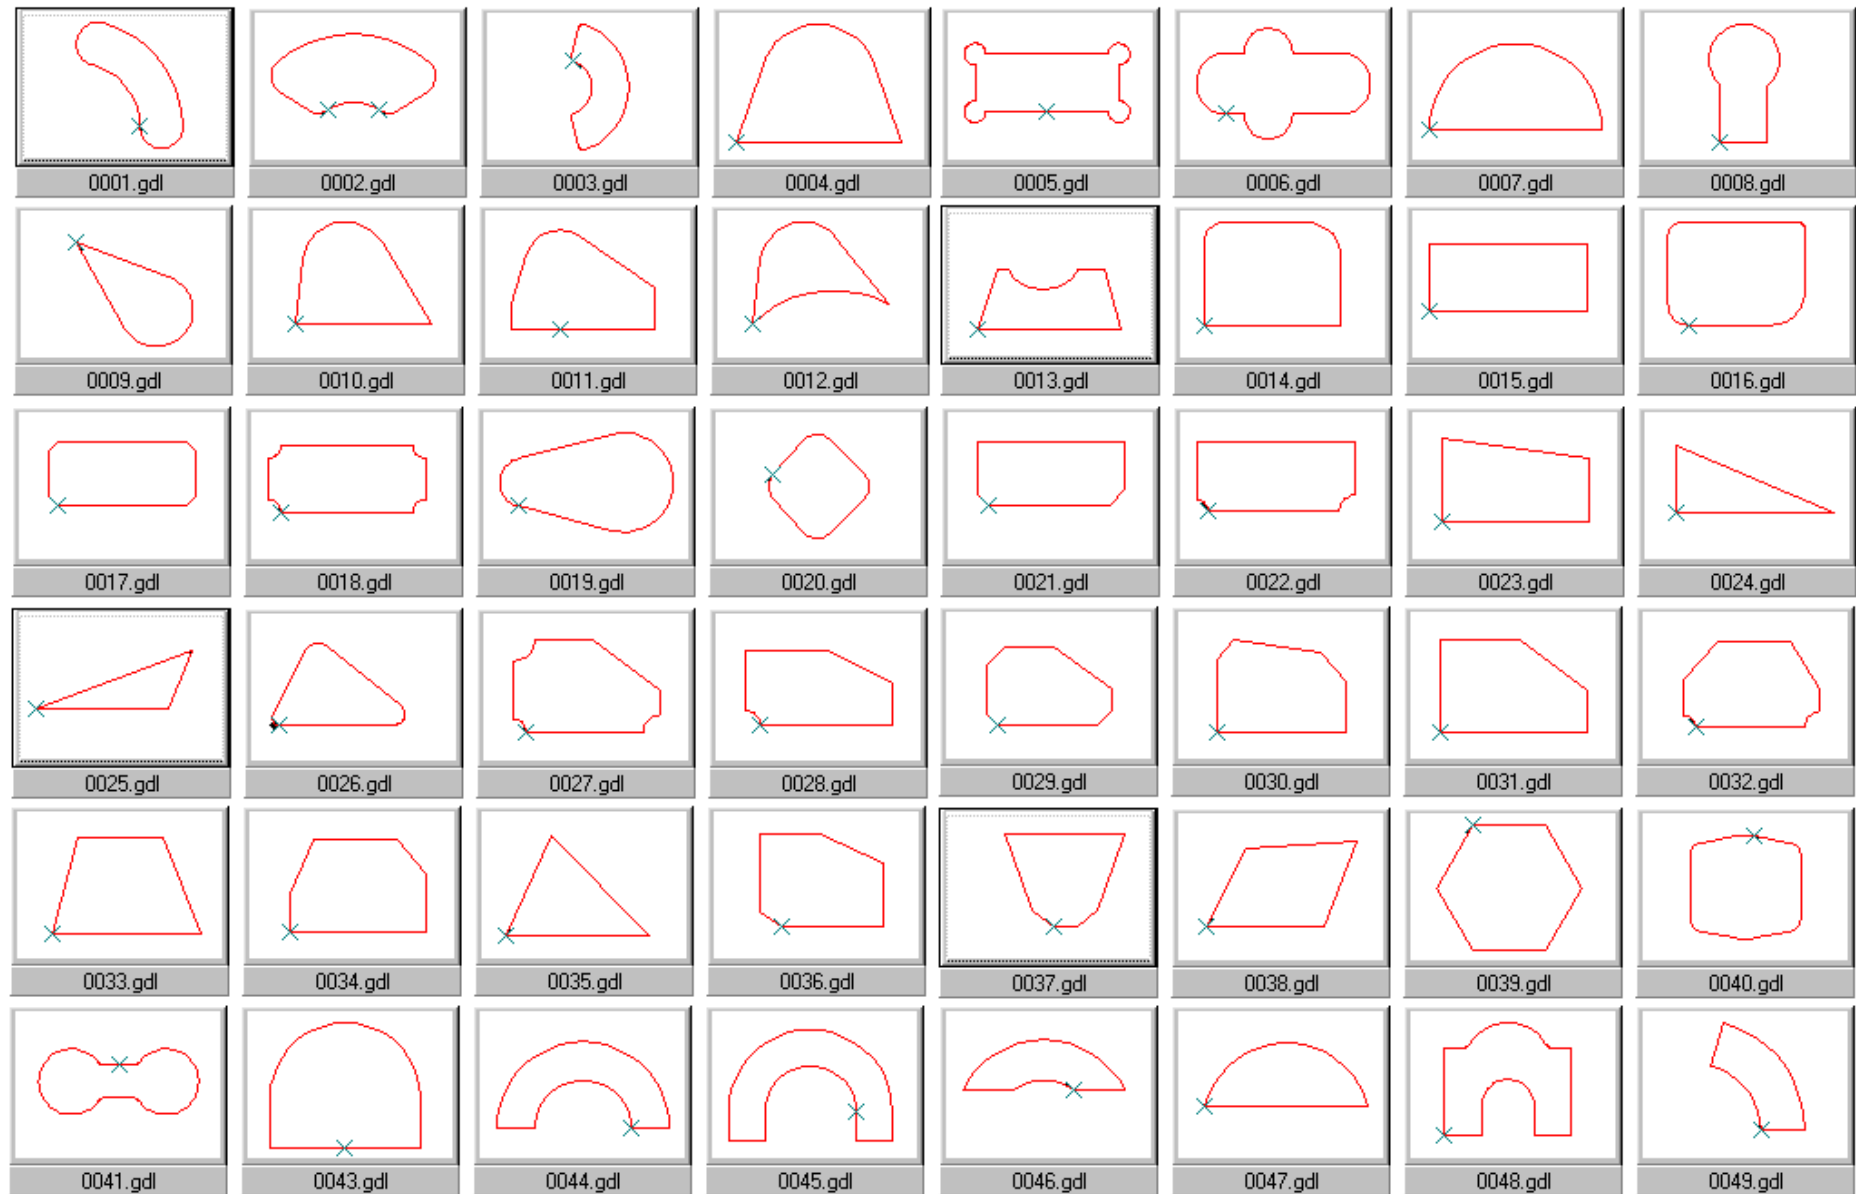 0001.gdl 0002.gdl 0003.gdl 0004.gdl 0005.gdl 0006.gdl 0007.gdl 0008.gdl
0009.gdl 0010.gdl 0011.gdl 0012.gdl 0013.gdl 0014.gdl 0015.gdl 0016.gdl
0017.gdl 0018.gdl 0019.gdl 0020.gdl 0021.gdl 0022.gdl 0023.gdl 0024.gdl
0025.gdl 0026.gdl 0027.gdl 0028.gdl 0029.gdl 0030.gdl 0031.gdl 0032.gdl
0033.gdl 0034.gdl 0035.gdl 0036.gdl 0037.gdl 0038.gdl 0039.gdl 0040.gdl
0041.gdl 0043.gdl 0044.gdl 0045.gdl 0046.gdl 0047.gdl 0048.gdl 0049.gdl